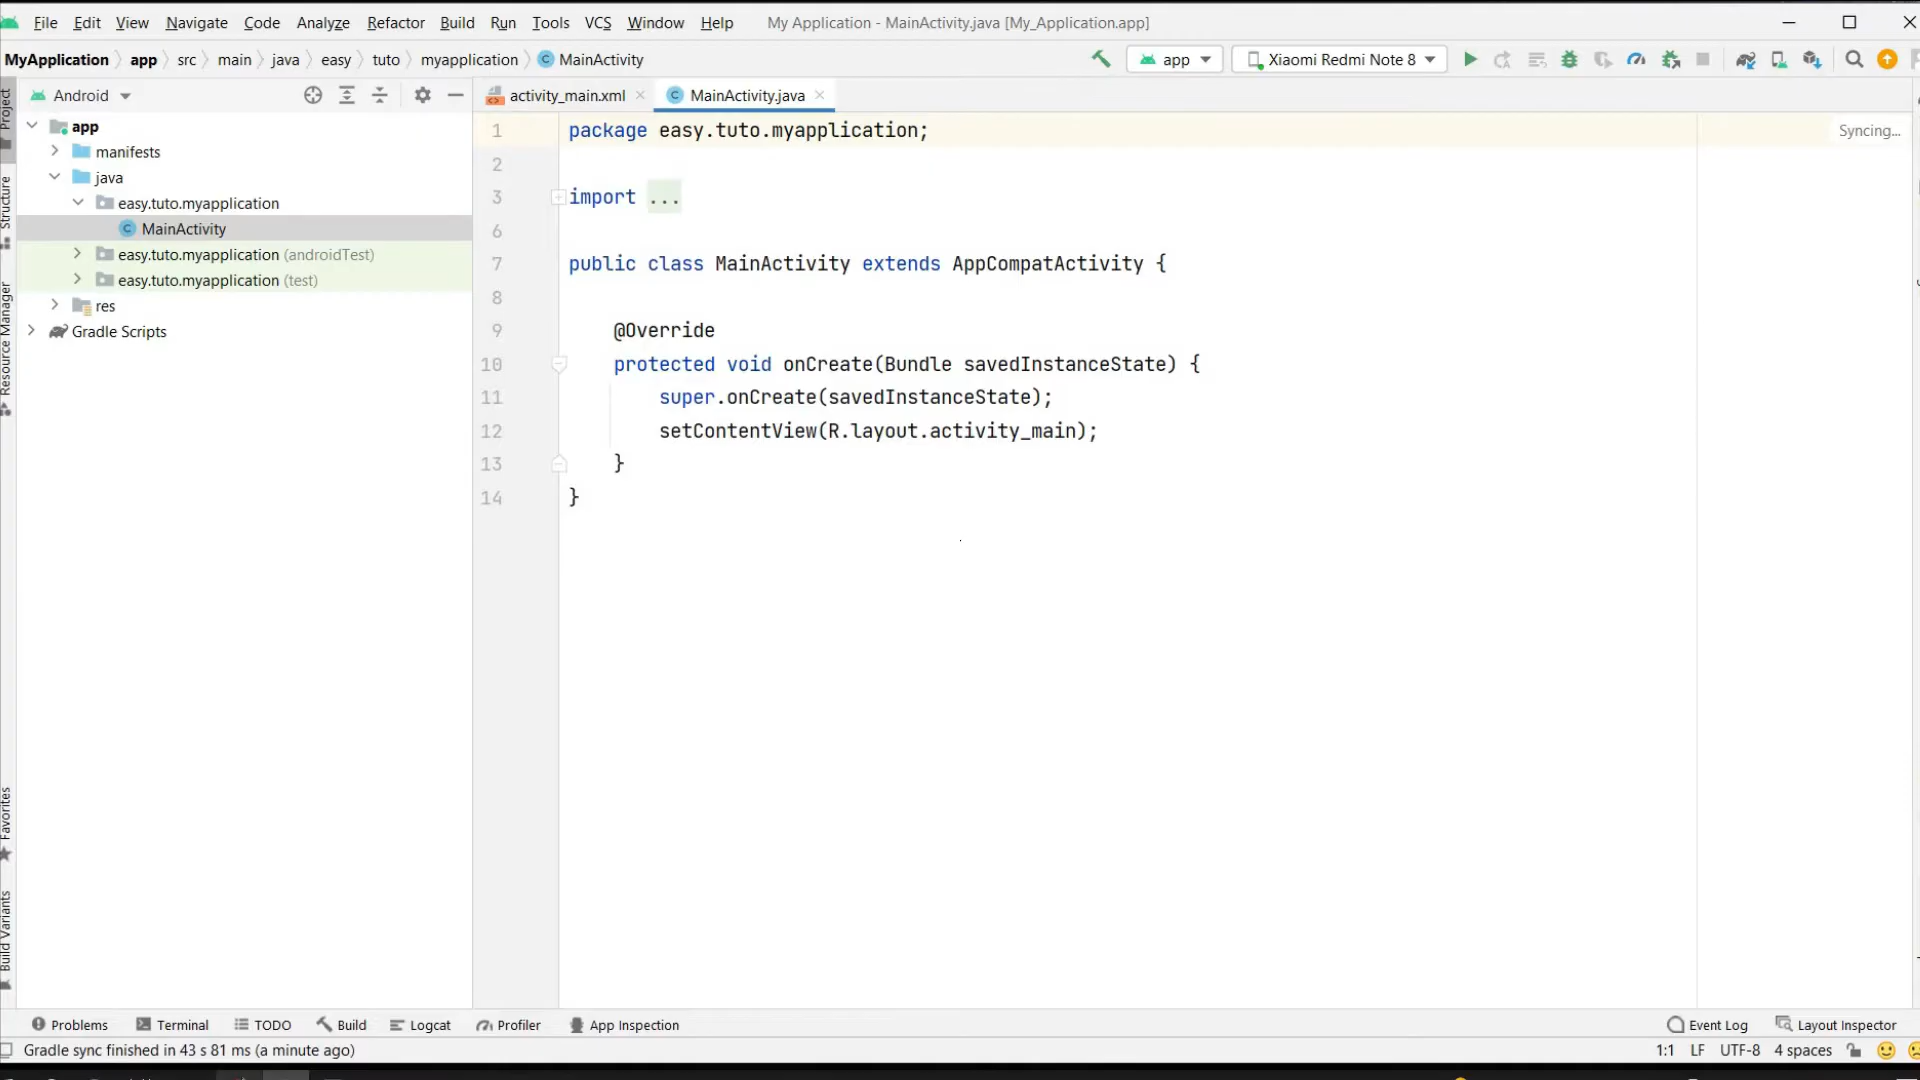 File Edit View Navigate Code Analyze Refactor Build Run Tools VCS Window Help My Application - MainActivity.java [My_Application.app]
MyApplication app src main java easy tuto myapplication MainActivity app Xiaomi Redmi Note 8
Project
Structure
Resource Manager
Favorites
Build Variants
Android
app
manifests
java
easy.tuto.myapplication
MainActivity
easy.tuto.myapplication (androidTest)
easy.tuto.myapplication (test)
res
Gradle Scripts
activity_main.xml MainActivity.java
1 package easy.tuto.myapplication; Syncing...
2
3 import ...
6
7 public class MainActivity extends AppCompatActivity {
8
9 @Override
10 protected void onCreate(Bundle savedInstanceState) {
11 super.onCreate(savedInstanceState);
12 setContentView(R.layout.activity_main);
13 }
14 }
Problems Terminal TODO Build Logcat Profiler App Inspection Event Log Layout Inspector
Gradle sync finished in 43 s 81 ms (a minute ago) 1:1 LF UTF-8 4 spaces